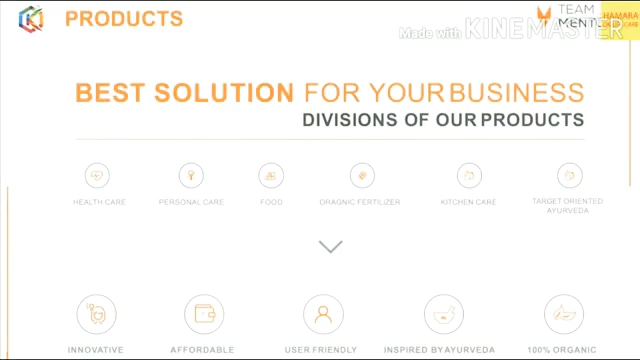 PRODUCTS
TEAM
HAMARA
Made with KINEMASTER
BEST SOLUTION FOR YOUR BUSINESS
DIVISIONS OF OUR PRODUCTS
HEALTH CARE
PERSONAL CARE
FOOD
ORAGNIC FERTILIZER
KITCHEN CARE
TARGET ORIENTED
AYURVEDA
INNOVATIVE
AFFORDABLE
USER FRIENDLY
INSPIRED BY AYURVEDA
100% ORGANIC